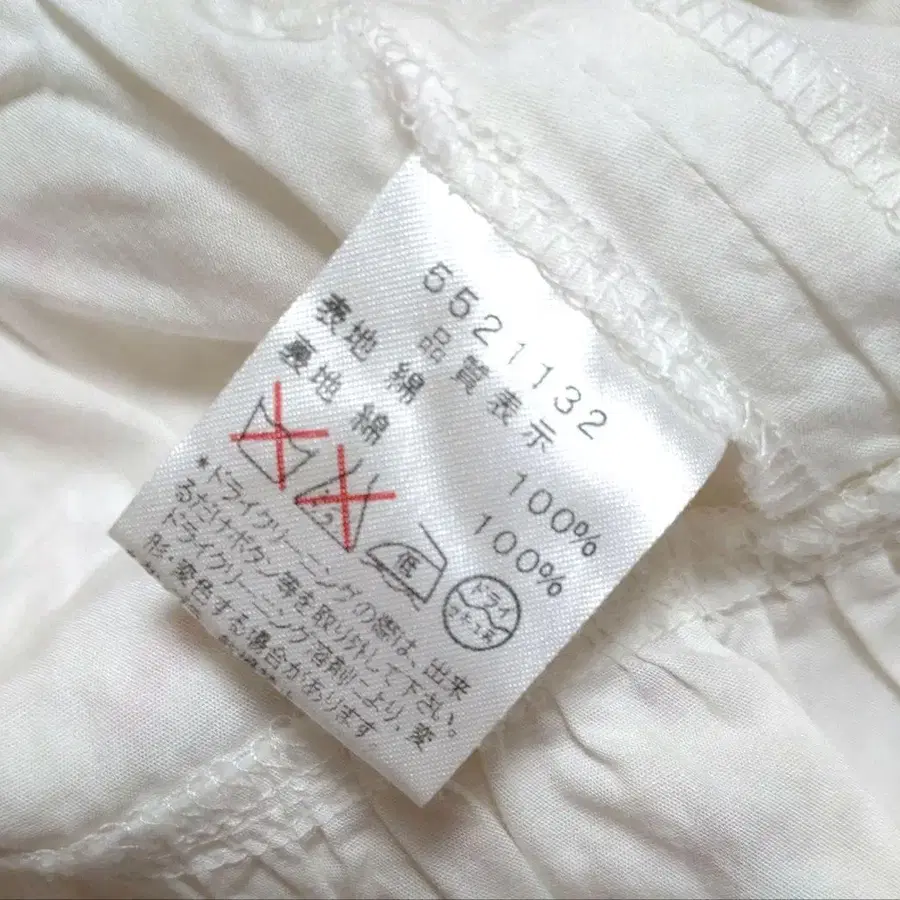 5521132
品質表示
表地 綿 100%
裏地 綿 100%
低
ドライ
セキユ系
*ドライクリーニングの際は、出来
るだけボタン等を取り外して下さい。
ドライクリーニング溶剤により、変
形・変色する場合があります。